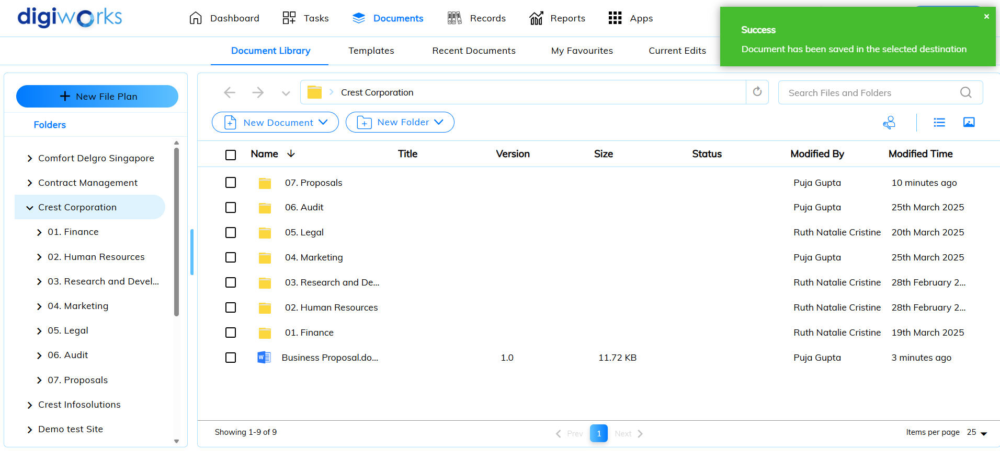 digiworks
Dashboard
Tasks
Documents
Records
Reports
Apps
Success
Document has been saved in the selected destination
Document Library
Templates
Recent Documents
My Favourites
Current Edits
New File Plan
Folders
Comfort Delgro Singapore
Contract Management
Crest Corporation
01. Finance
02. Human Resources
03. Research and Devel...
04. Marketing
05. Legal
06. Audit
07. Proposals
Crest Infosolutions
Demo test Site
Crest Corporation
Search Files and Folders
New Document
New Folder
Name Title Version Size Status Modified By Modified Time
07. Proposals Puja Gupta 10 minutes ago
06. Audit Puja Gupta 25th March 2025
05. Legal Ruth Natalie Cristine 20th March 2025
04. Marketing Puja Gupta 25th March 2025
03. Research and De... Ruth Natalie Cristine 28th February 2...
02. Human Resources Ruth Natalie Cristine 28th February 2...
01. Finance Ruth Natalie Cristine 19th March 2025
Business Proposal.do... 1.0 11.72 KB Puja Gupta 3 minutes ago
Showing 1-9 of 9
Prev 1 Next
Items per page 25